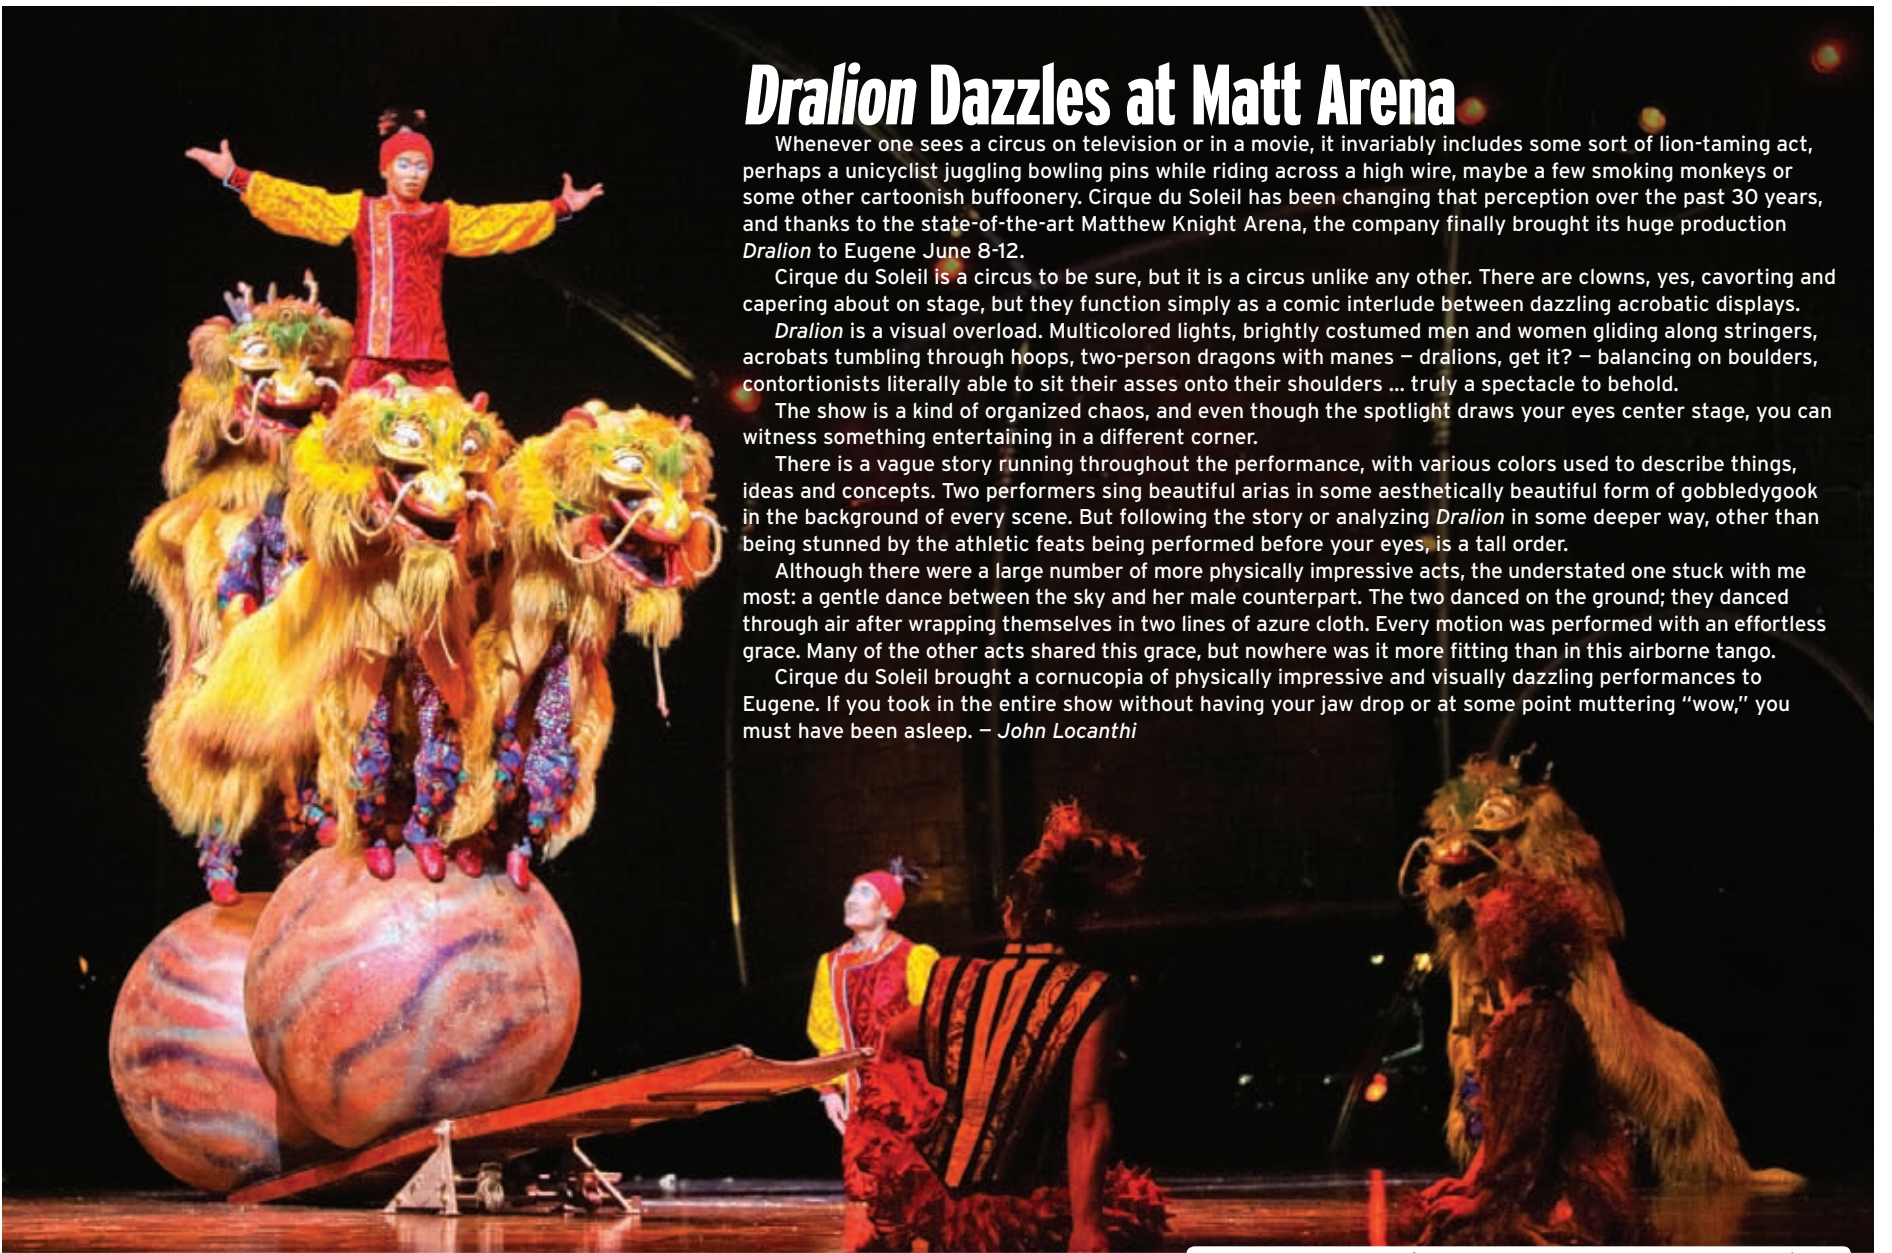 Dralion Dazzles at Matt Arena
Whenever one sees a circus on television or in a movie, it invariably includes some sort of lion-taming act,
perhaps a unicyclist juggling bowling pins while riding across a high wire, maybe a few smoking monkeys or
some other cartoonish buffoonery. Cirque du Soleil has been changing that perception over the past 30 years,
and thanks to the state-of-the-art Matthew Knight Arena, the company finally brought its huge production
Dralion to Eugene June 8-12.
Cirque du Soleil is a circus to be sure, but it is a circus unlike any other. There are clowns, yes, cavorting and
capering about on stage, but they function simply as a comic interlude between dazzling acrobatic displays.
Dralion is a visual overload. Multicolored lights, brightly costumed men and women gliding along stringers,
acrobats tumbling through hoops, two-person dragons with manes — dralions, get it? — balancing on boulders,
contortionists literally able to sit their asses onto their shoulders ... truly a spectacle to behold.
The show is a kind of organized chaos, and even though the spotlight draws your eyes center stage, you can
witness something entertaining in a different corner.
There is a vague story running throughout the performance, with various colors used to describe things,
ideas and concepts. Two performers sing beautiful arias in some aesthetically beautiful form of gobbledygook
in the background of every scene. But following the story or analyzing Dralion in some deeper way, other than
being stunned by the athletic feats being performed before your eyes, is a tall order.
Although there were a large number of more physically impressive acts, the understated one stuck with me
most: a gentle dance between the sky and her male counterpart. The two danced on the ground; they danced
through air after wrapping themselves in two lines of azure cloth. Every motion was performed with an effortless
grace. Many of the other acts shared this grace, but nowhere was it more fitting than in this airborne tango.
Cirque du Soleil brought a cornucopia of physically impressive and visually dazzling performances to
Eugene. If you took in the entire show without having your jaw drop or at some point muttering “wow,” you
must have been asleep. — John Locanthi